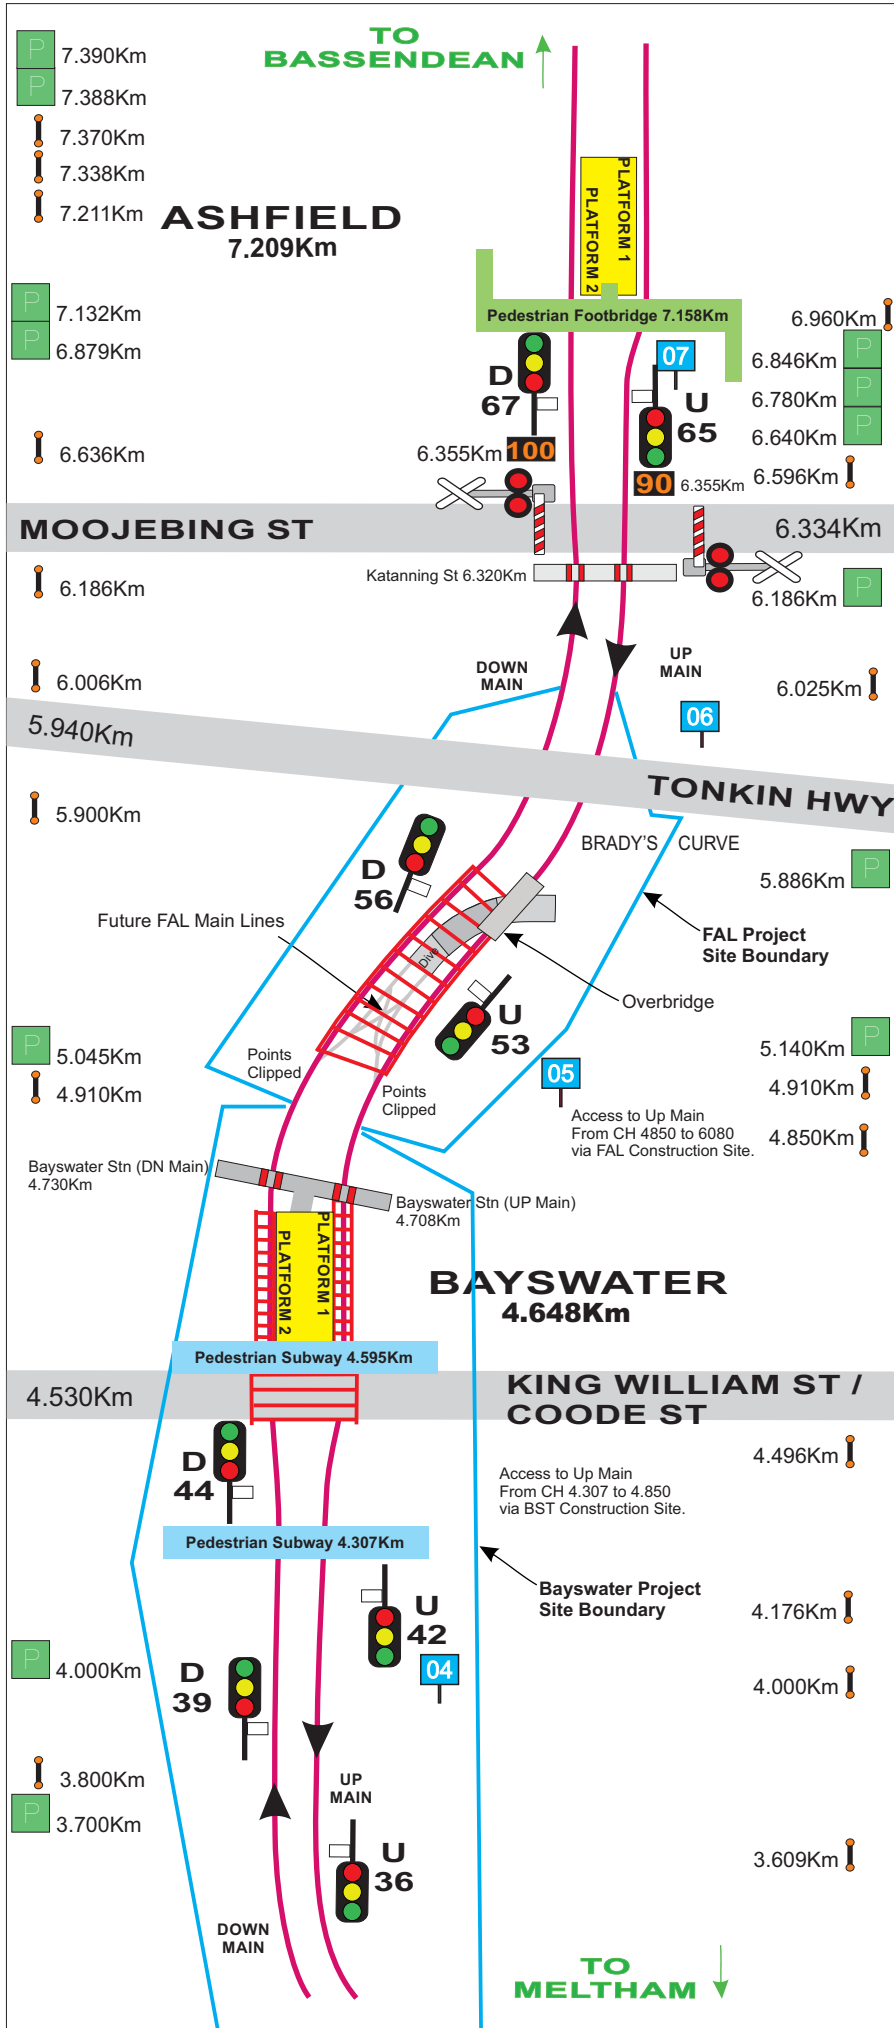 TO
BASSENDEAN
P
7.390Km
P
7.388Km
7.370Km
7.338Km
7.211Km
ASHFIELD
7.209Km
PLATFORM 1
PLATFORM 2
P
7.132Km
P
6.879Km
Pedestrian Footbridge 7.158Km
6.960Km
6.846Km P
6.780Km P
6.640Km P
D
67
07
U
65
6.636Km
6.355Km 100
90 6.355Km
6.596Km
MOOJEBING ST
6.334Km
Katanning St 6.320Km
6.186Km
6.186Km P
DOWN
MAIN
UP
MAIN
6.006Km
6.025Km
06
5.940Km
TONKIN HWY
5.900Km
BRADY'S CURVE
D
56
5.886Km P
Future FAL Main Lines
Dive
FAL Project
Site Boundary
Overbridge
U
53
P
5.045Km
5.140Km P
Points
Clipped
4.910Km
05
4.910Km
Points
Clipped
Access to Up Main
From CH 4850 to 6080
via FAL Construction Site.
4.850Km
Bayswater Stn (DN Main)
4.730Km
Bayswater Stn (UP Main)
4.708Km
PLATFORM 1
PLATFORM 2
BAYSWATER
4.648Km
Pedestrian Subway 4.595Km
4.530Km
KING WILLIAM ST /
COODE ST
D
44
4.496Km
Access to Up Main
From CH 4.307 to 4.850
via BST Construction Site.
Pedestrian Subway 4.307Km
Bayswater Project
Site Boundary
U
42
4.176Km
P
4.000Km
D
39
04
4.000Km
3.800Km
P
3.700Km
UP
MAIN
U
36
3.609Km
DOWN
MAIN
TO
MELTHAM